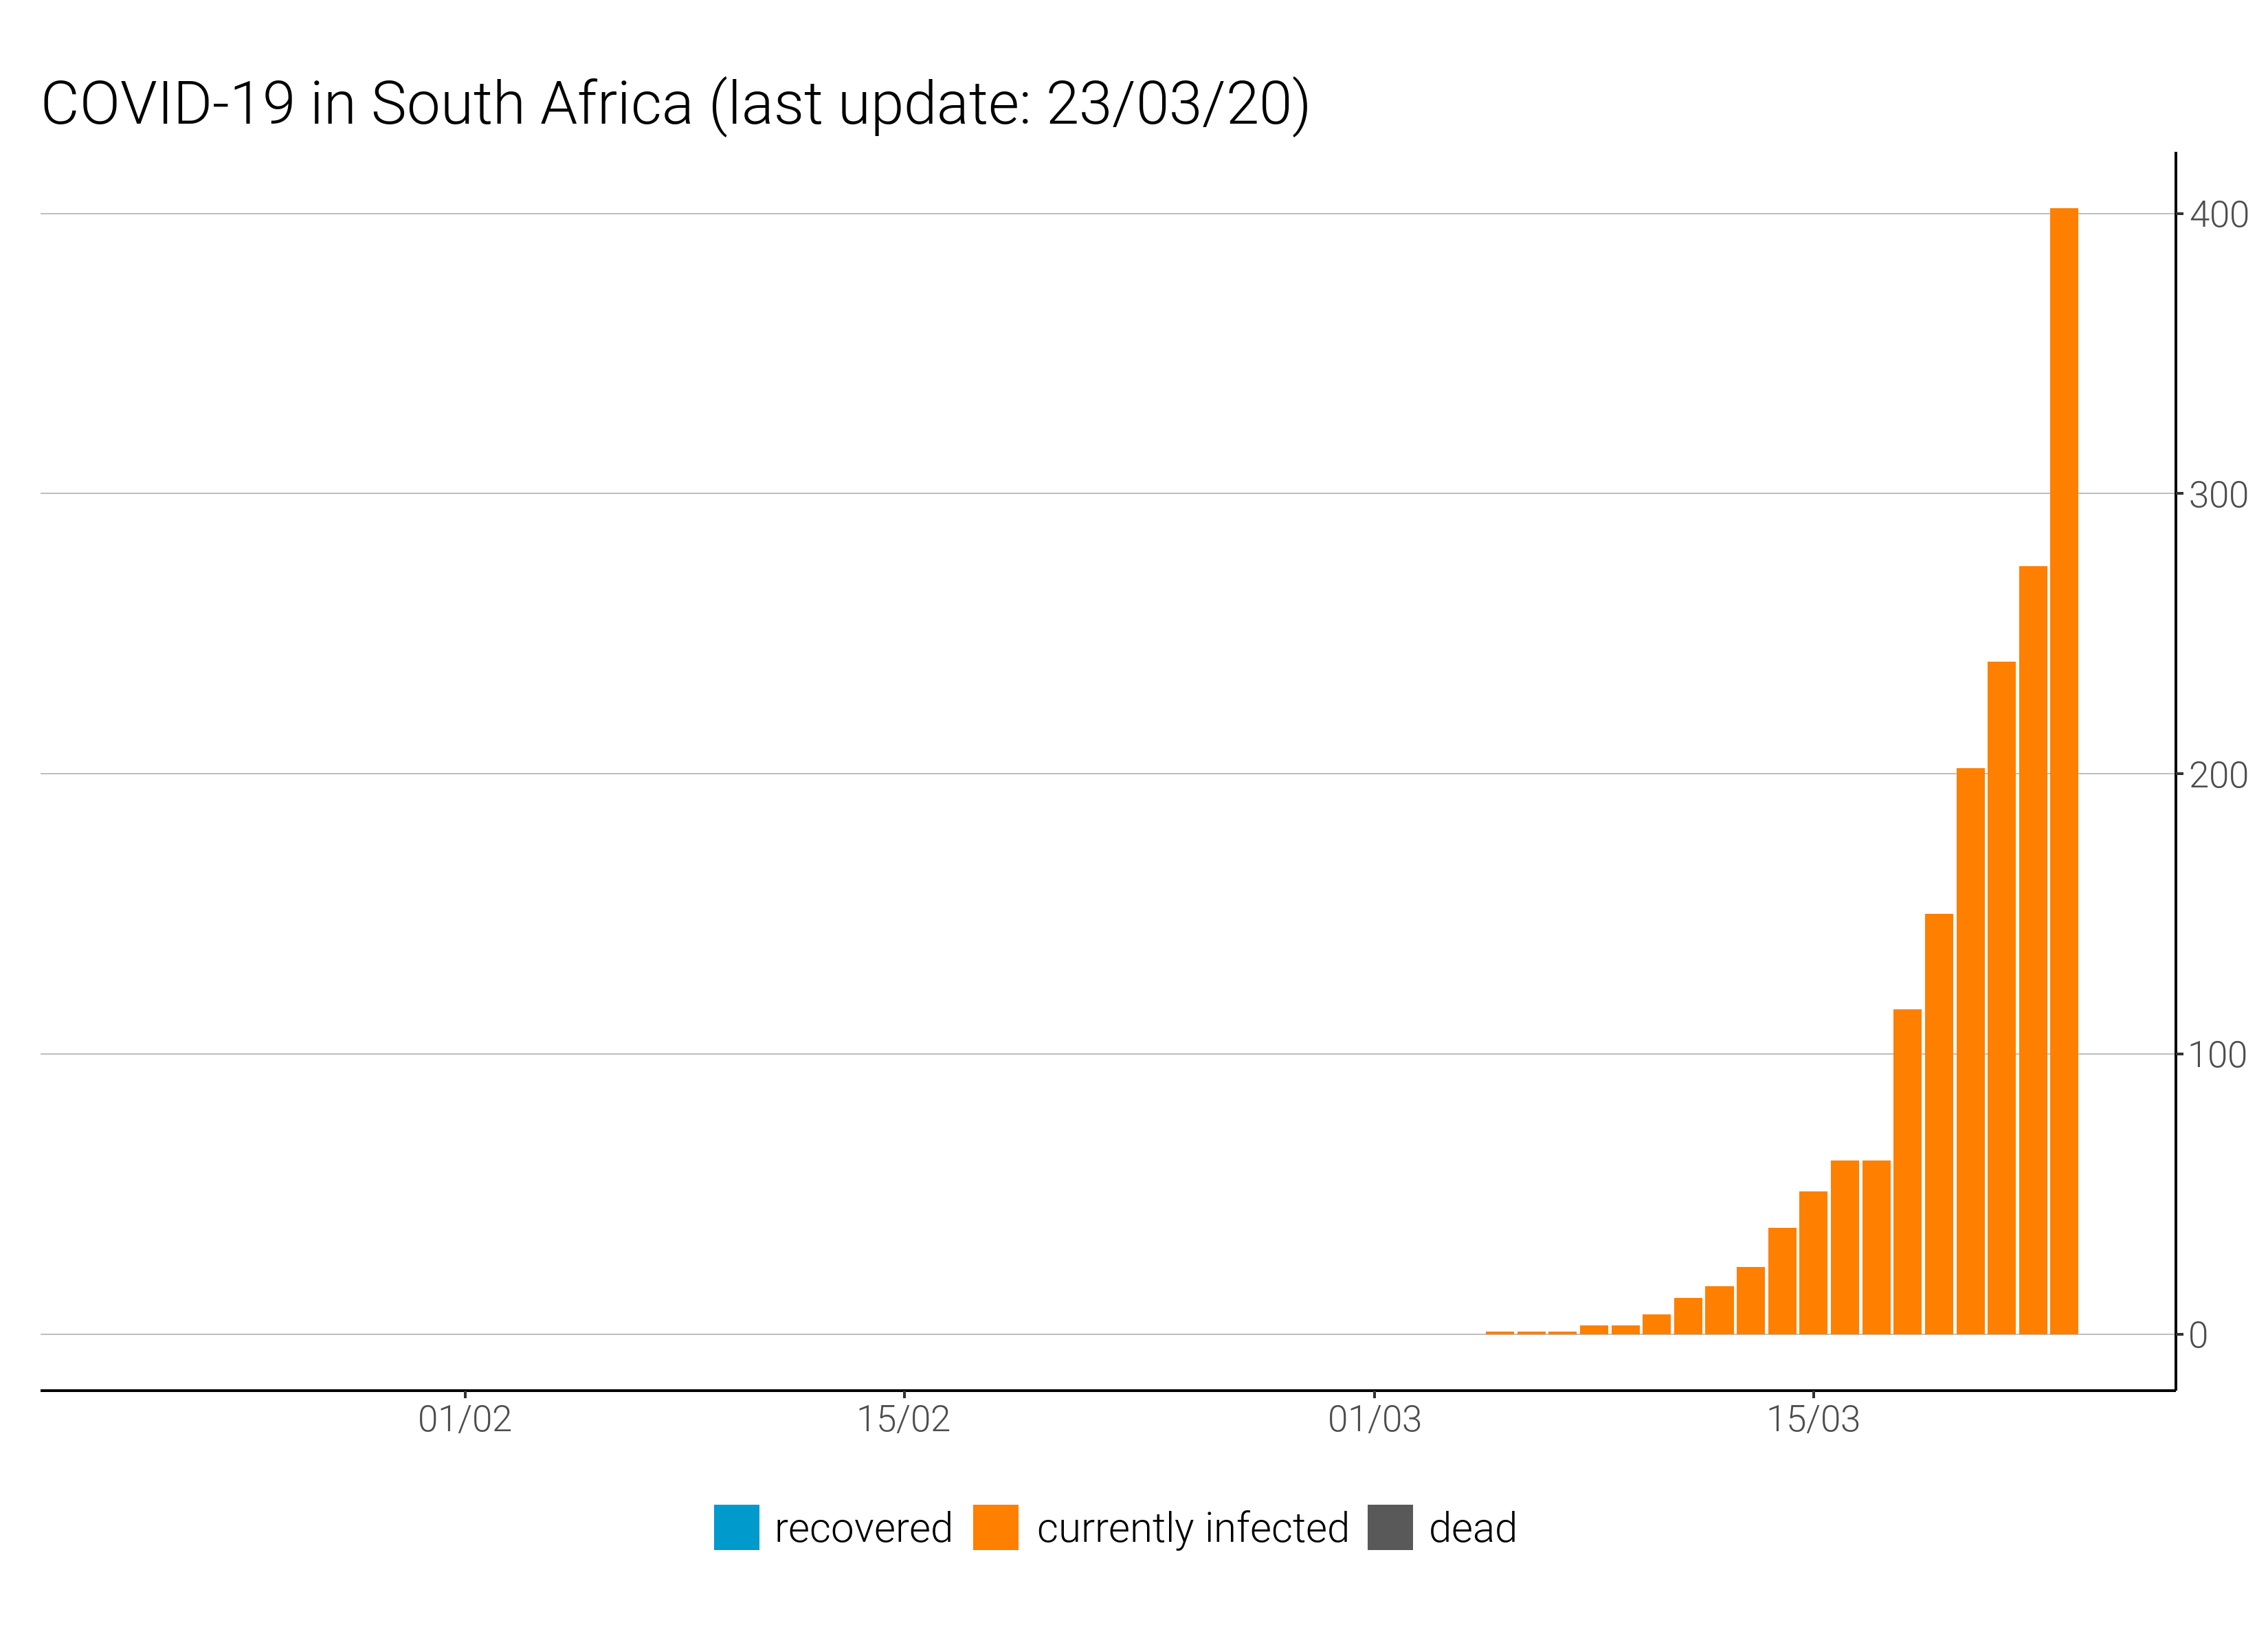 COVID-19 in South Africa (last update: 23/03/20)
400
300
200
100
0
01/02 15/02 01/03 15/03
recovered currently infected dead